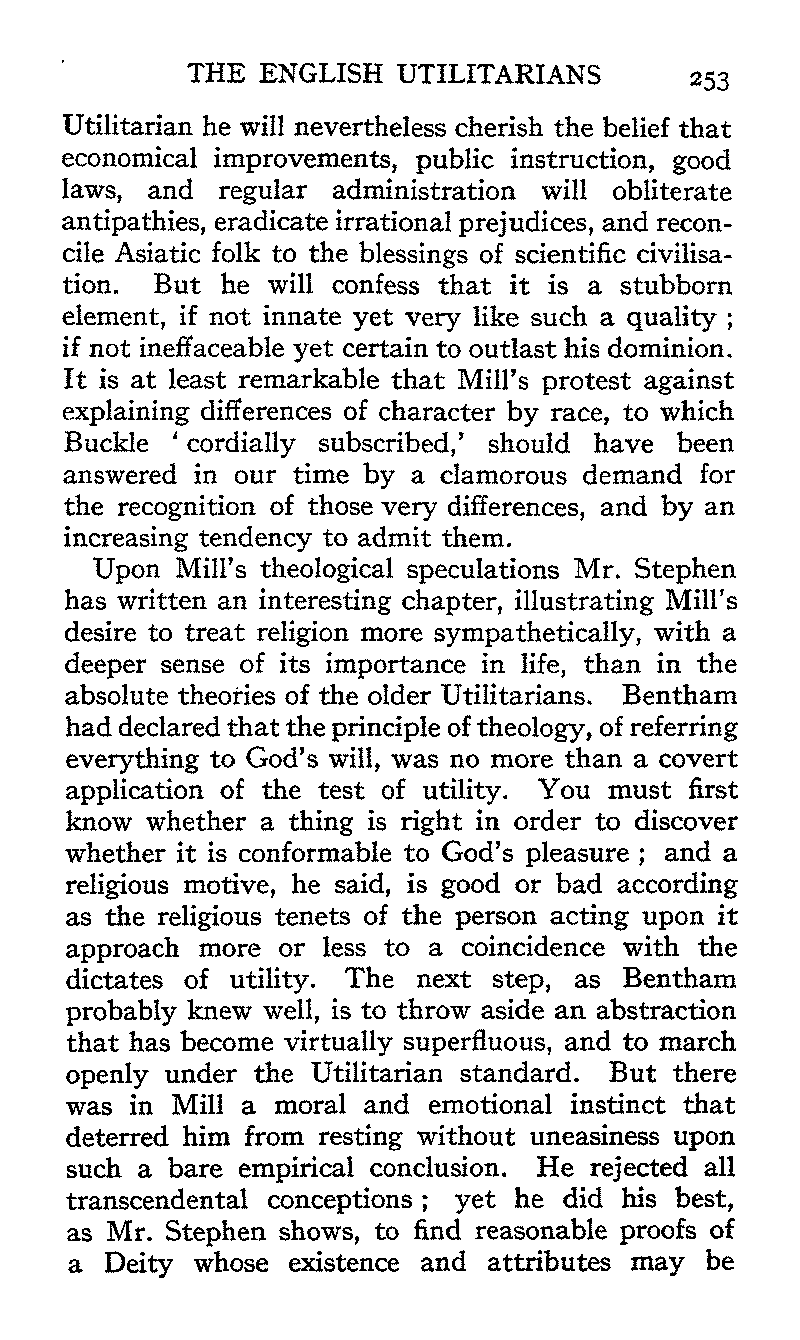 THE ENGLISH UTILITARIANS 253
Utilitarian he will nevertheless cherish the belief that
economical improvements, public instruction, good
laws, and regular administration will obliterate
antipathies, eradicate irrational prejudices, and recon-
cile Asiatic folk to the blessings of scientific civilisa-
tion. But he will confess that it is a stubborn
element, if not innate yet very like such a quality ;
if not ineffaceable yet certain to outlast his dominion.
It is at least remarkable that Mill's protest against
explaining differences of character by race, to which
Buckle ‘ cordially subscribed,’ should have been
answered in our time by a clamorous demand for
the recognition of those very differences, and by an
increasing tendency to admit them.
Upon Mill's theological speculations Mr. Stephen
has written an interesting chapter, illustrating Mill's
desire to treat religion more sympathetically, with a
deeper sense of its importance in life, than in the
absolute theories of the older Utilitarians. Bentham
had declared that the principle of theology, of referring
everything to God's will, was no more than a covert
application of the test of utility. You must first
know whether a thing is right in order to discover
whether it is conformable to God's pleasure ; and a
religious motive, he said, is good or bad according
as the religious tenets of the person acting upon it
approach more or less to a coincidence with the
dictates of utility. The next step, as Bentham
probably knew well, is to throw aside an abstraction
that has become virtually superfluous, and to march
openly under the Utilitarian standard. But there
was in Mill a moral and emotional instinct that
deterred him from resting without uneasiness upon
such a bare empirical conclusion. He rejected all
transcendental conceptions ; yet he did his best,
as Mr. Stephen shows, to find reasonable proofs of
a Deity whose existence and attributes may be